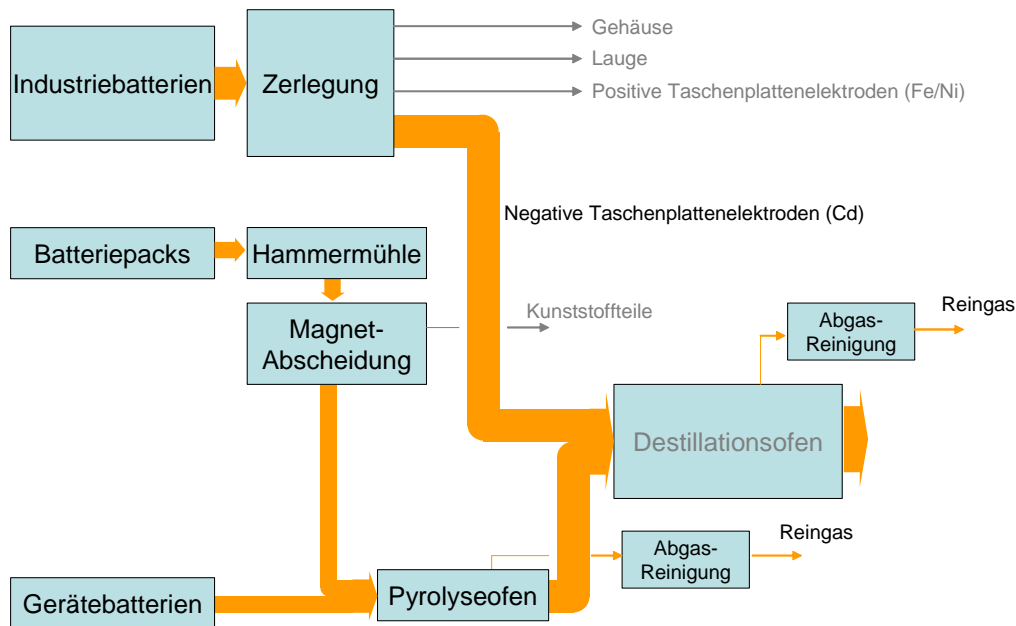 Gehäuse
Industriebatterien
Zerlegung
Lauge
Positive Taschenplattenelektroden (Fe/Ni)
Negative Taschenplattenelektroden (Cd)
Batteriepacks
Hammermühle
Kunststoffteile
Magnet-
Abscheidung
Abgas-
Reinigung
Reingas
Destillationsofen
Abgas-
Reinigung
Reingas
Gerätebatterien
Pyrolyseofen